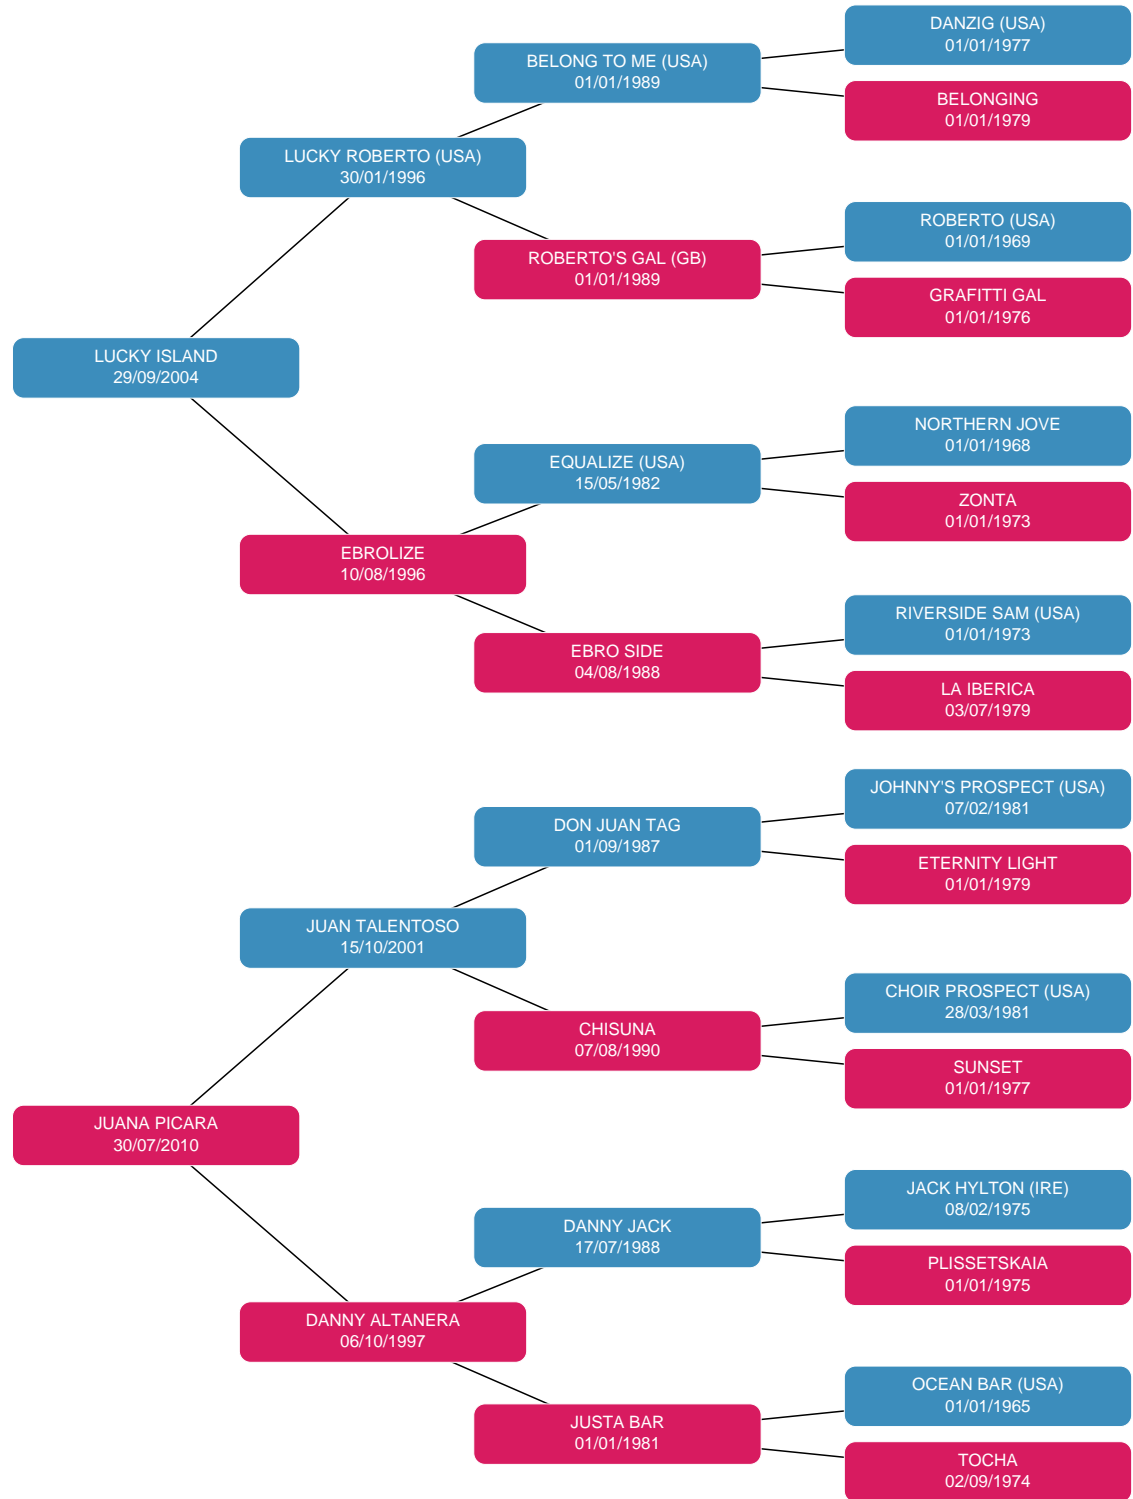 DANZIG (USA)
01/01/1977
BELONG TO ME (USA)
01/01/1989
BELONGING
01/01/1979
LUCKY ROBERTO (USA)
30/01/1996
ROBERTO (USA)
01/01/1969
ROBERTO'S GAL (GB)
01/01/1989
GRAFITTI GAL
01/01/1976
LUCKY ISLAND
29/09/2004
NORTHERN JOVE
01/01/1968
EQUALIZE (USA)
15/05/1982
ZONTA
01/01/1973
EBROLIZE
10/08/1996
RIVERSIDE SAM (USA)
01/01/1973
EBRO SIDE
04/08/1988
LA IBERICA
03/07/1979
JOHNNY'S PROSPECT (USA)
07/02/1981
DON JUAN TAG
01/09/1987
ETERNITY LIGHT
01/01/1979
JUAN TALENTOSO
15/10/2001
CHOIR PROSPECT (USA)
28/03/1981
CHISUNA
07/08/1990
SUNSET
01/01/1977
JUANA PICARA
30/07/2010
JACK HYLTON (IRE)
08/02/1975
DANNY JACK
17/07/1988
PLISSETSKAIA
01/01/1975
DANNY ALTANERA
06/10/1997
OCEAN BAR (USA)
01/01/1965
JUSTA BAR
01/01/1981
TOCHA
02/09/1974